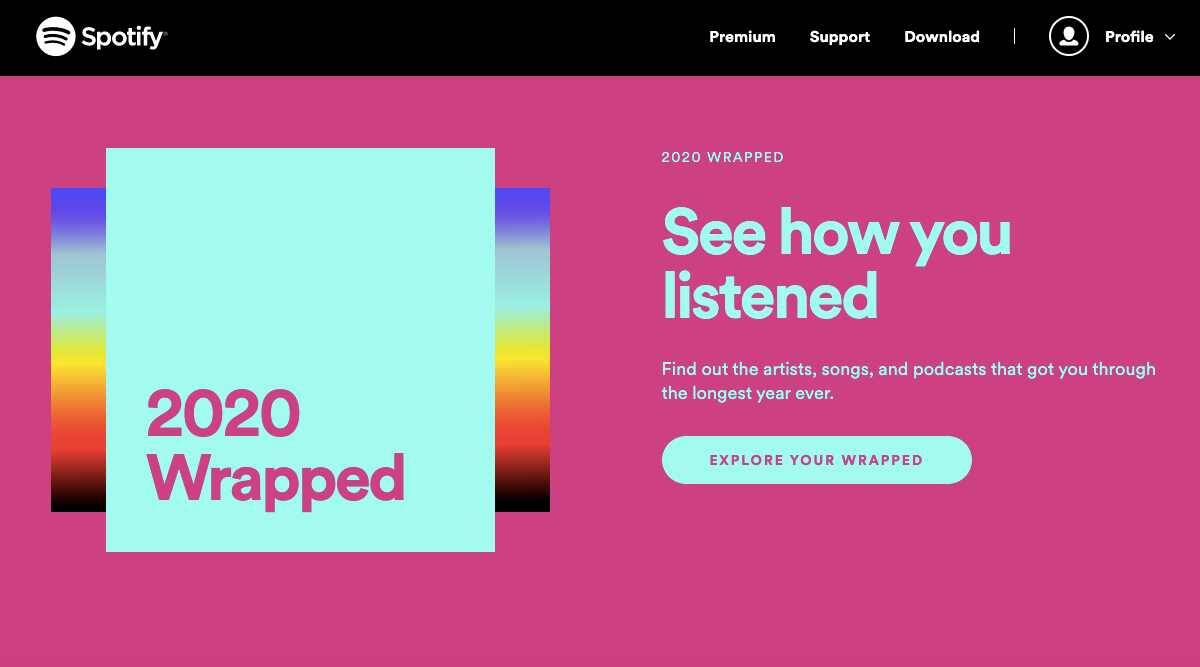 Spotify
Premium
Support
Download
Profile
2020
Wrapped
2020 WRAPPED
See how you
listened
Find out the artists, songs, and podcasts that got you through
the longest year ever.
EXPLORE YOUR WRAPPED